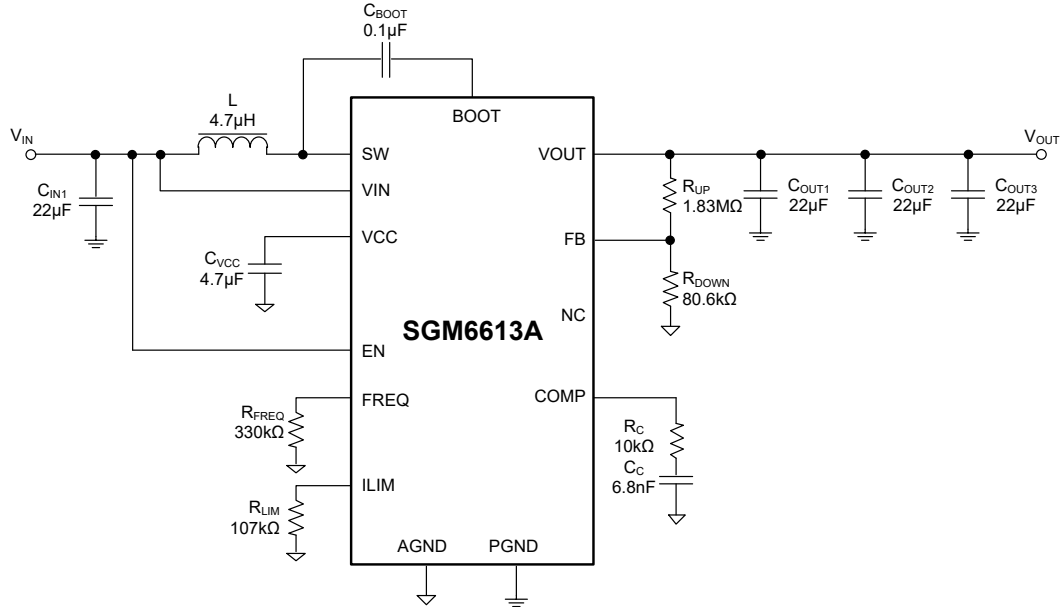 CBOOT
0.1µF
L
4.7µH
BOOT
VIN
VOUT
SW
VOUT
CIN1
22µF
VIN
RUP
1.83MΩ
COUT1
22µF
COUT2
22µF
COUT3
22µF
VCC
FB
CVCC
4.7µF
RDOWN
80.6kΩ
NC
SGM6613A
EN
FREQ
COMP
RFREQ
330kΩ
RC
10kΩ
CC
6.8nF
ILIM
RLIM
107kΩ
AGND
PGND